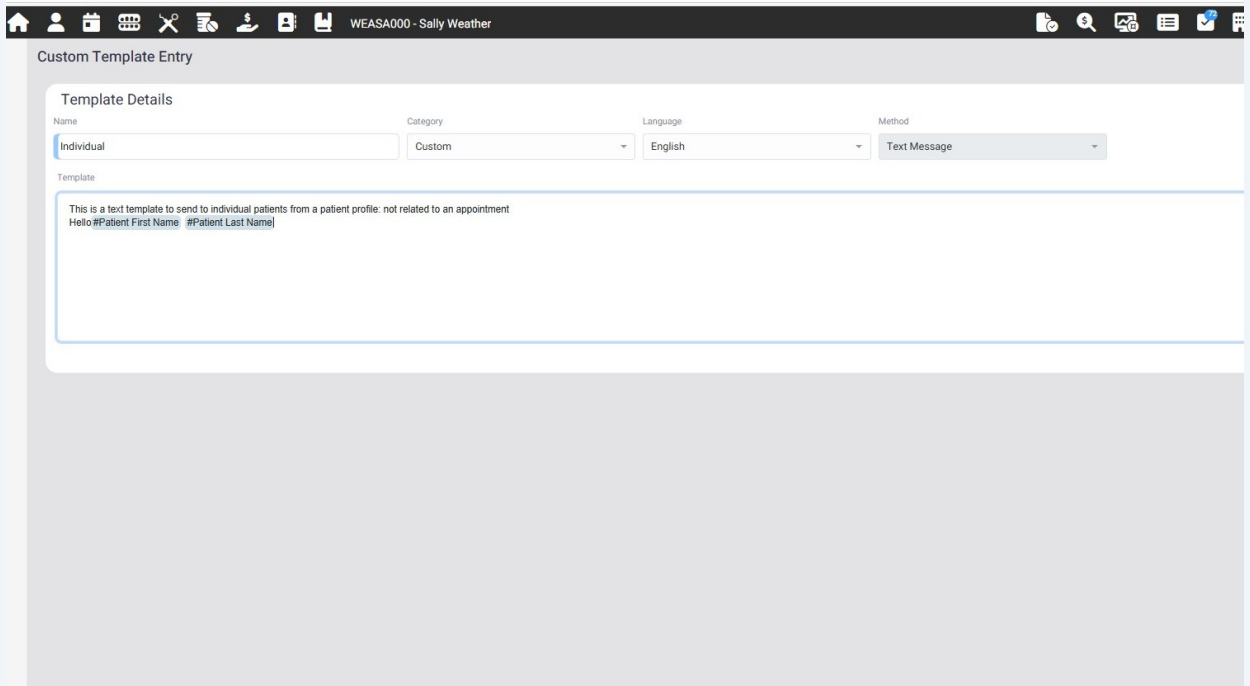 WEASA000 - Sally Weather
72
Custom Template Entry
Template Details
Name Category Language Method
Individual Custom English Text Message
Template
This is a text template to send to individual patients from a patient profile: not related to an appointment
Hello #Patient First Name #Patient Last Name